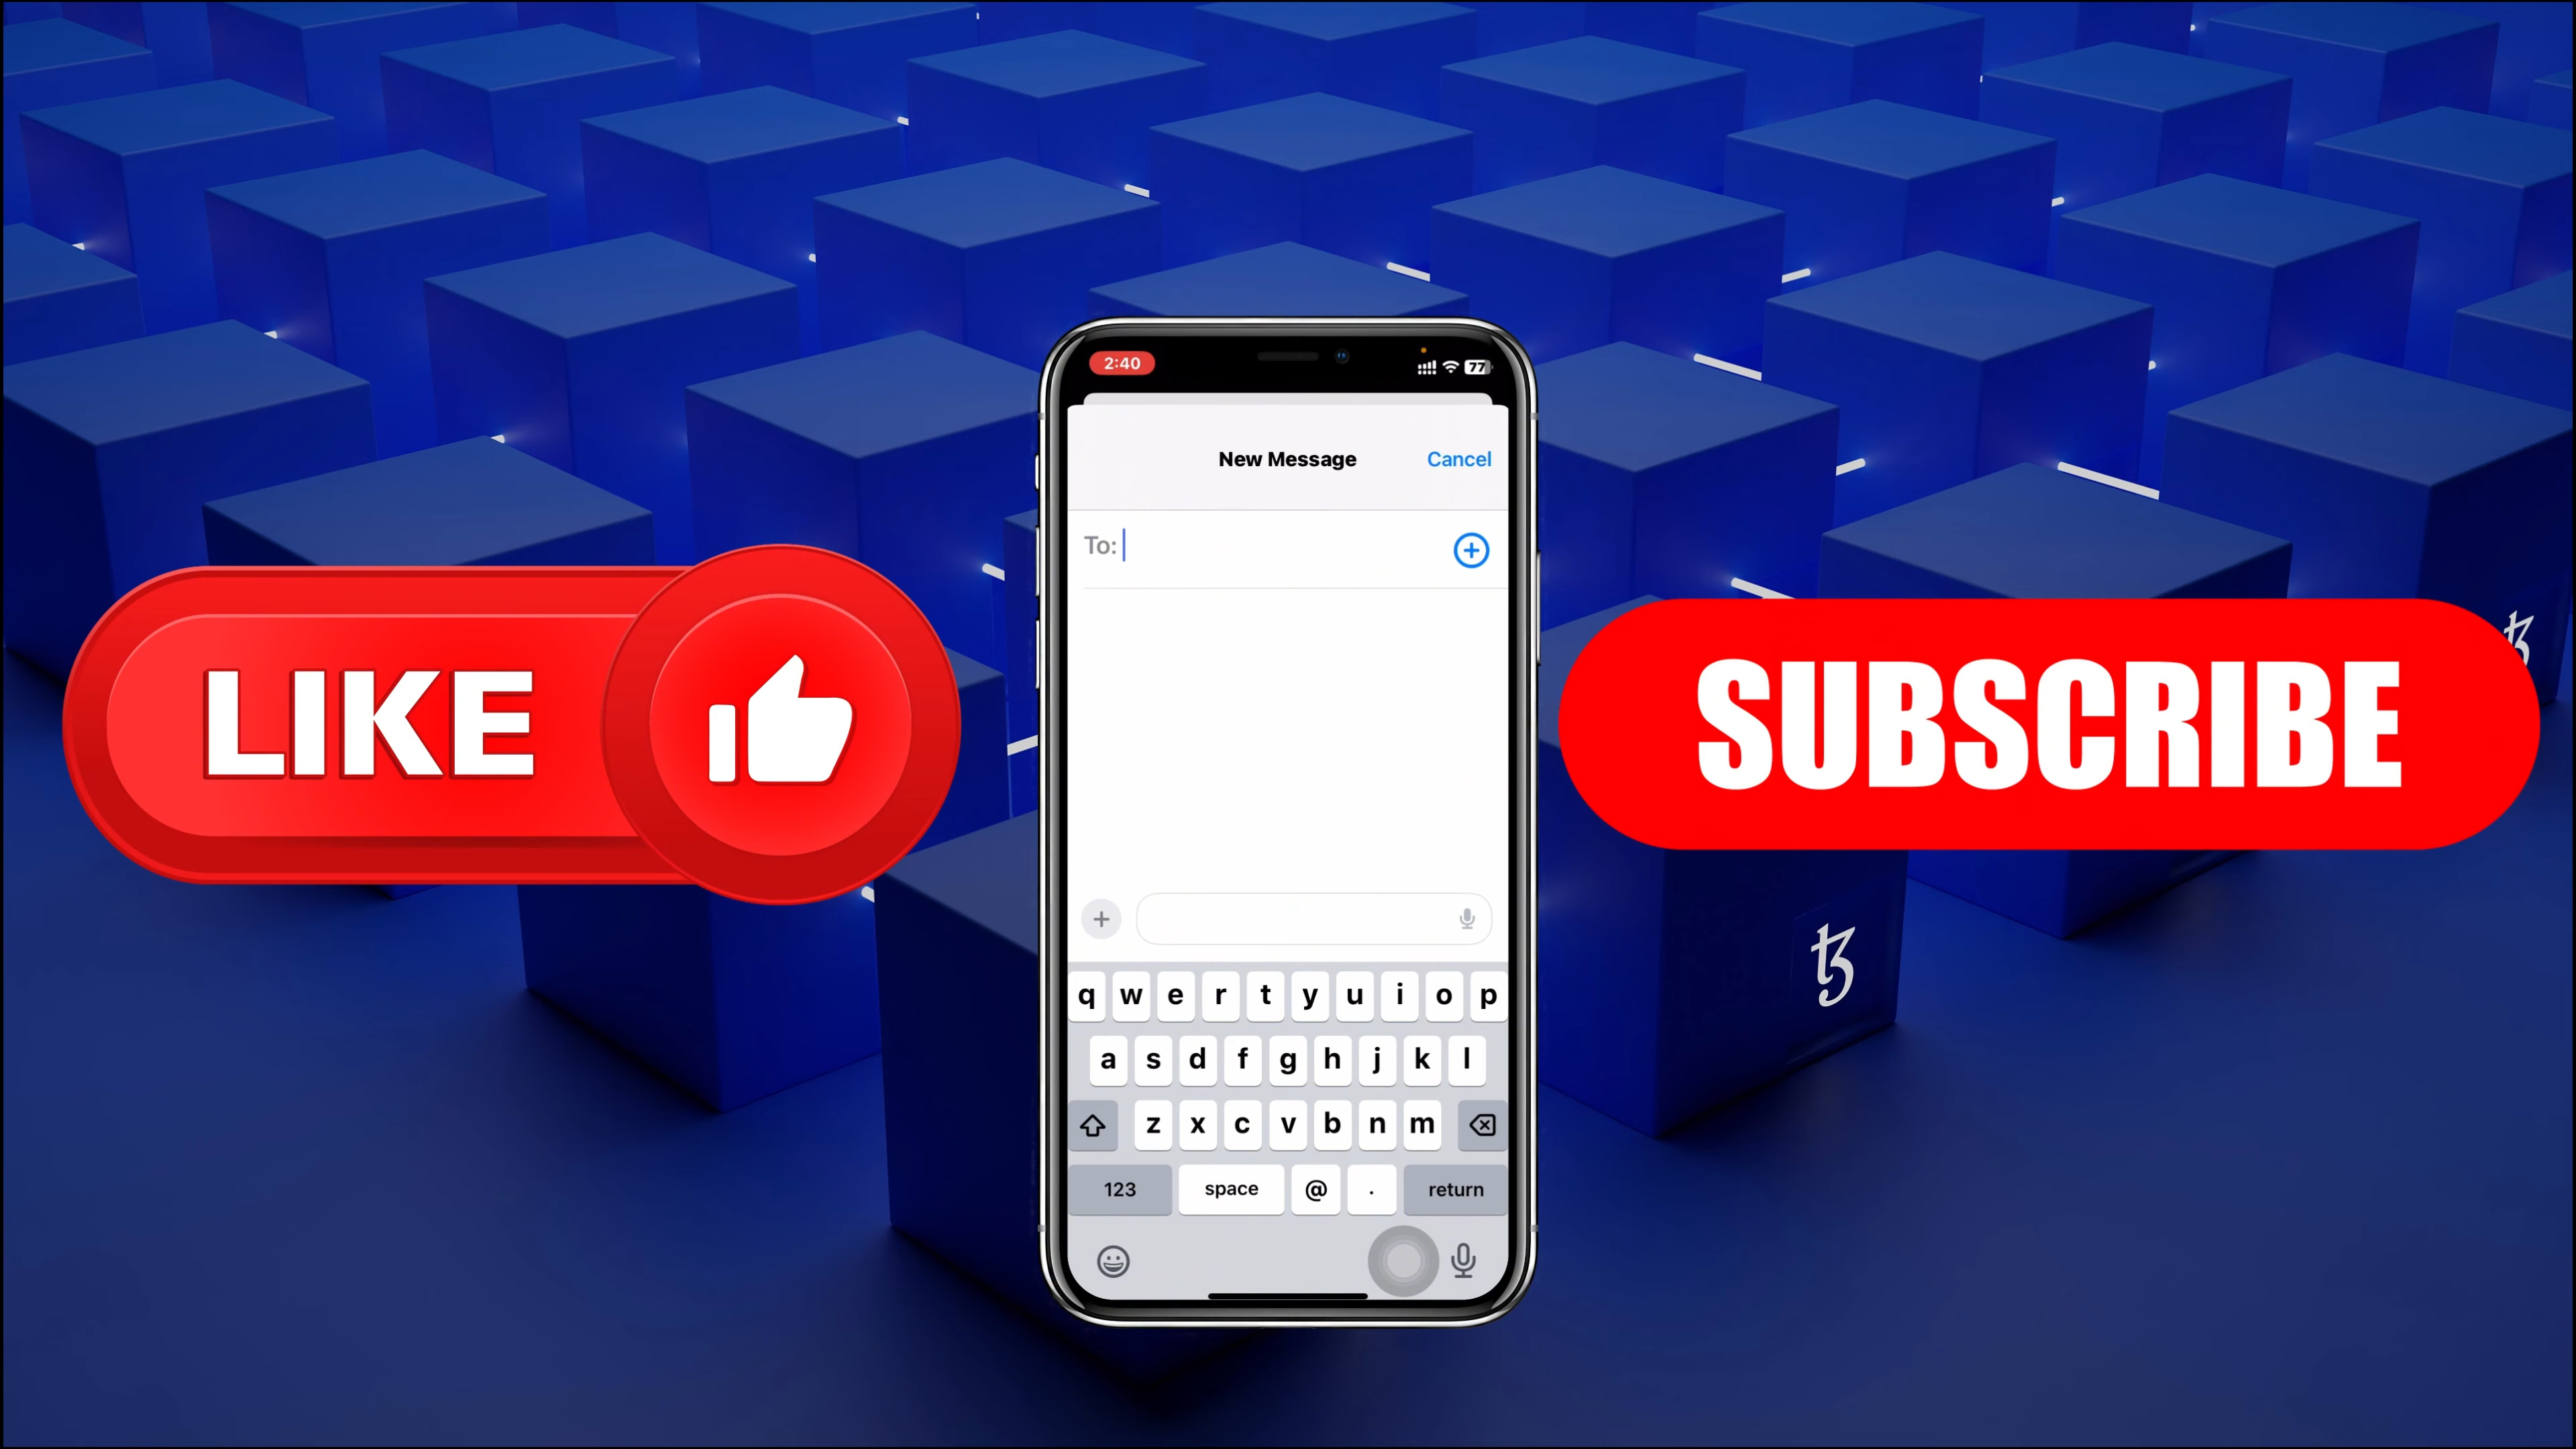 2:40
77
New Message
Cancel
To:
LIKE
SUBSCRIBE
q w e r t y u i o p
a s d f g h j k l
z x c v b n m
123 space @ . return